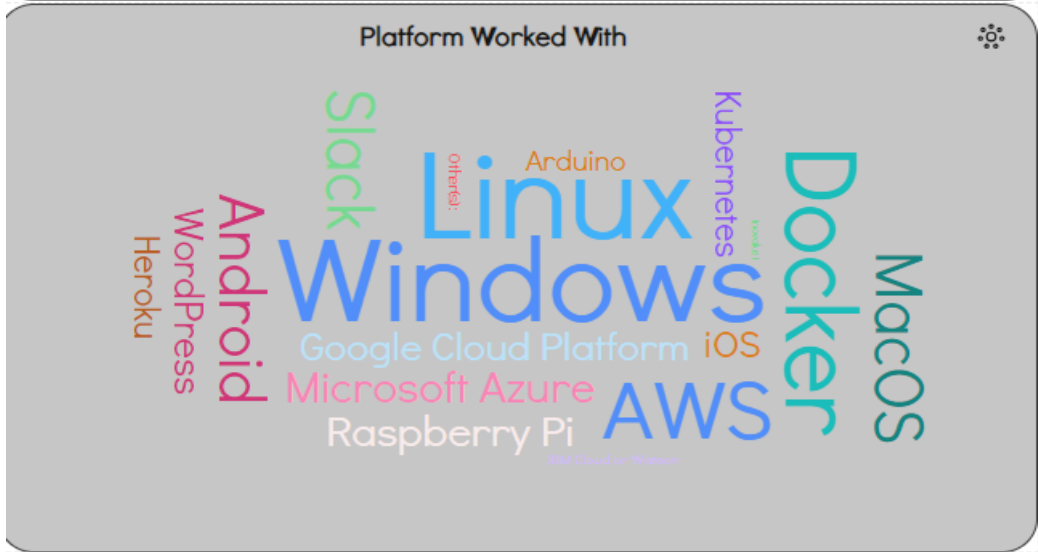 Platform Worked With
Slack
Kubernetes
Linux
Other(s):
Arduino
Docker
Android
WordPress
Heroku
Windows
MacOS
Google Cloud Platform
iOS
Microsoft Azure
AWS
Raspberry Pi